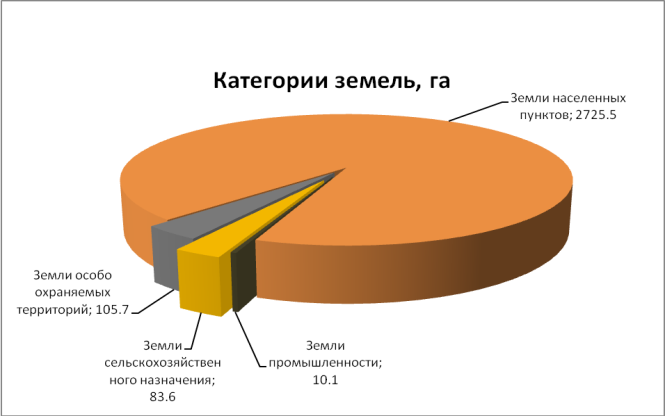 Категории земель, га
Земли населенных
пунктов; 2725.5
Земли особо
охраняемых
территорий; 105.7
Земли
сельскохозяйствен
ного назначения;
83.6
Земли
промышленности;
10.1